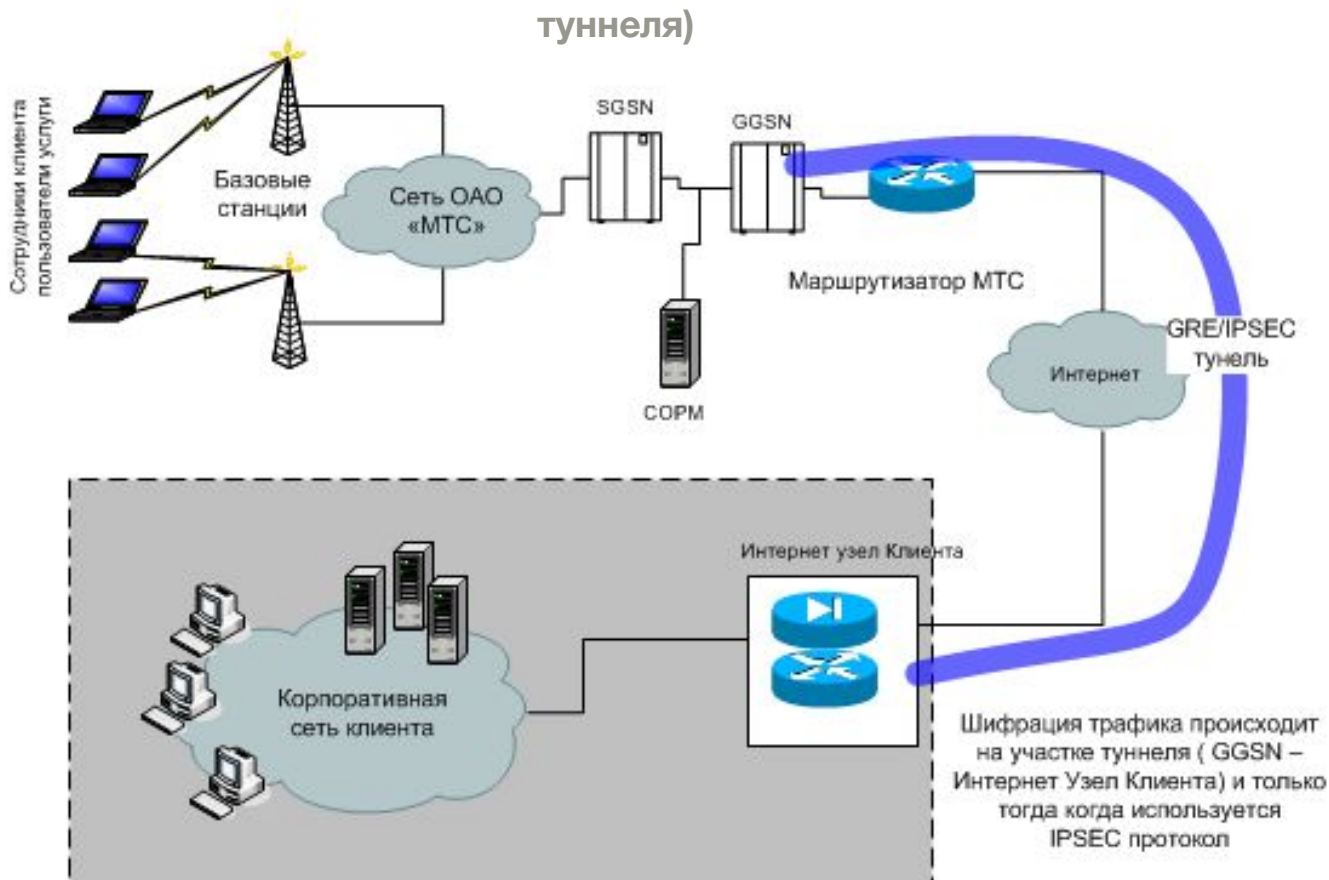 туннеля)
Сотрудники клиента
пользователи услуги
Базовые
станции
Сеть ОАО
«МТС»
SGSN
GGSN
Маршрутизатор МТС
СОРМ
GRE/IPSEC
тунель
Интернет
Интернет узел Клиента
Корпоративная
сеть клиента
Шифрация трафика происходит
на участке туннеля ( GGSN –
Интернет Узел Клиента) и только
тогда когда используется
IPSEC протокол